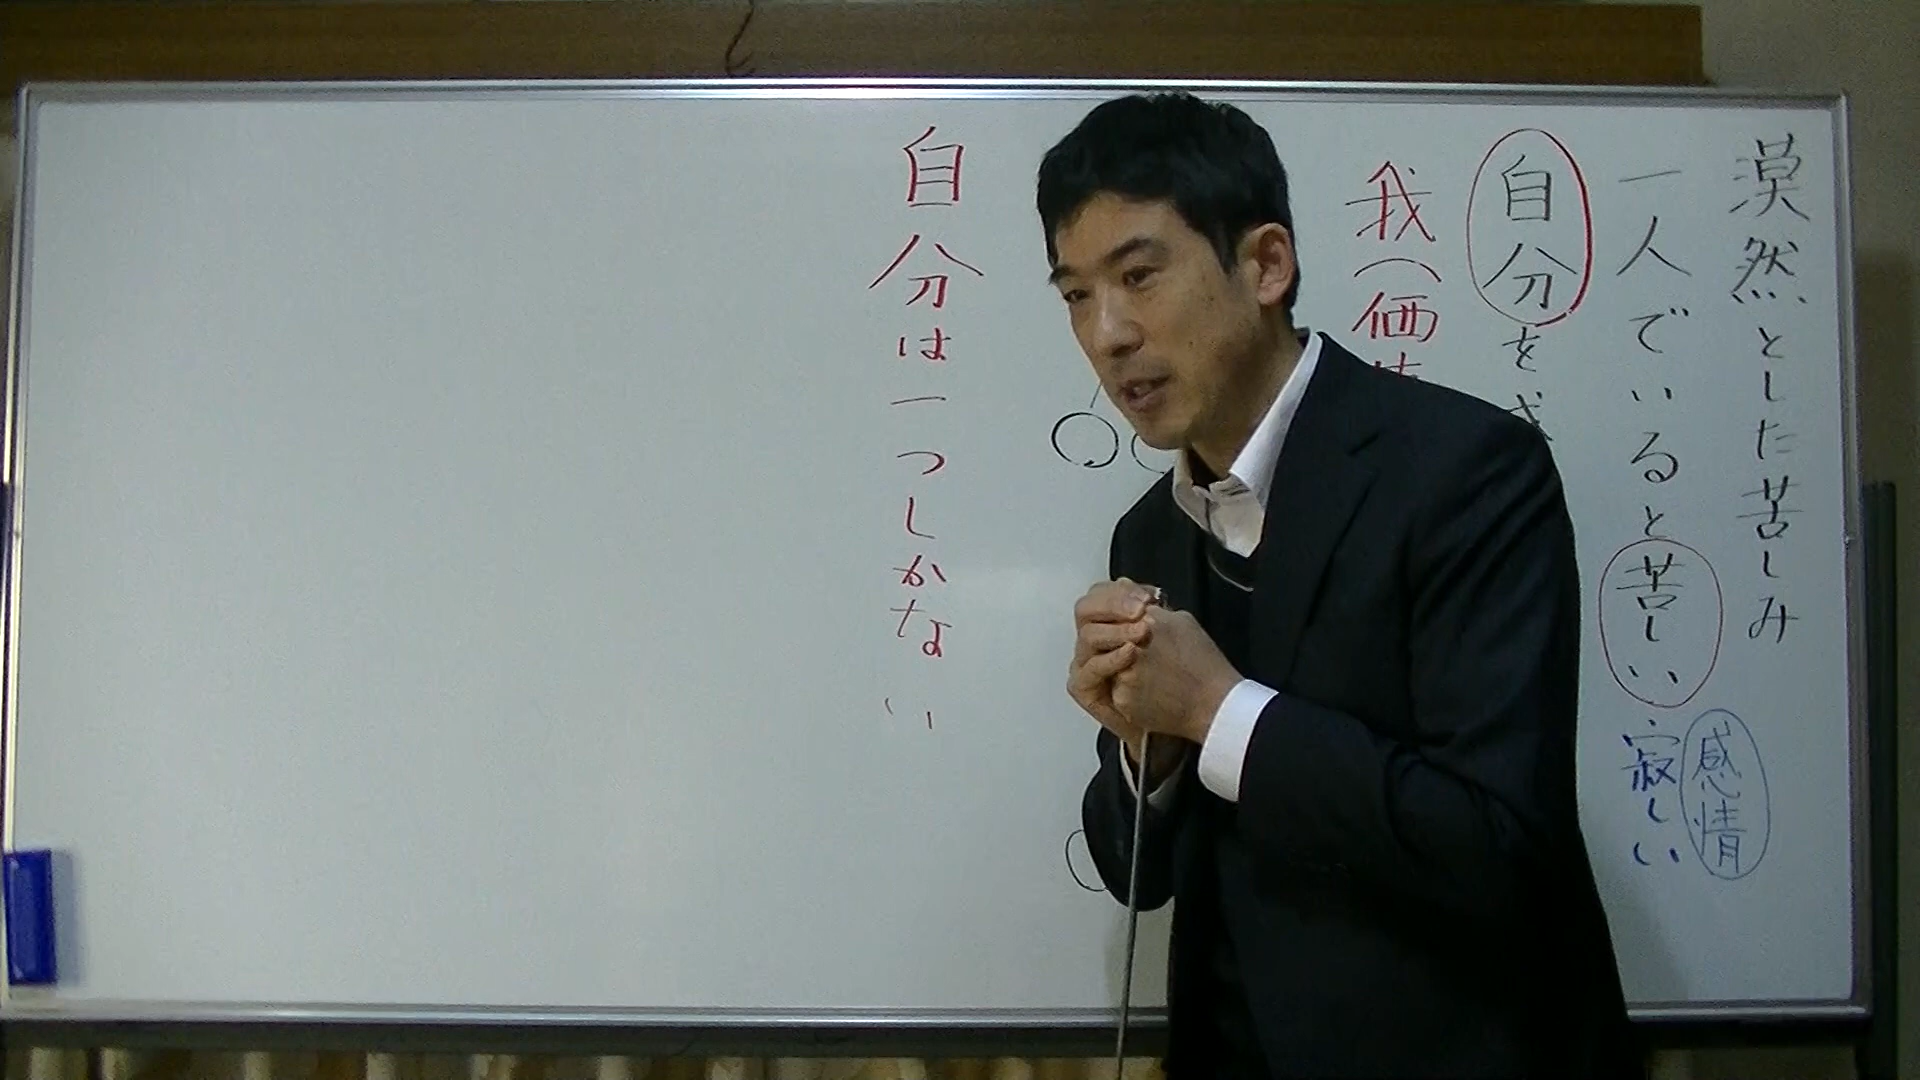 漠然とした苦しみ
一人でいると苦しい 寂しい
感情
自分を
我(価
自分は一つしかない